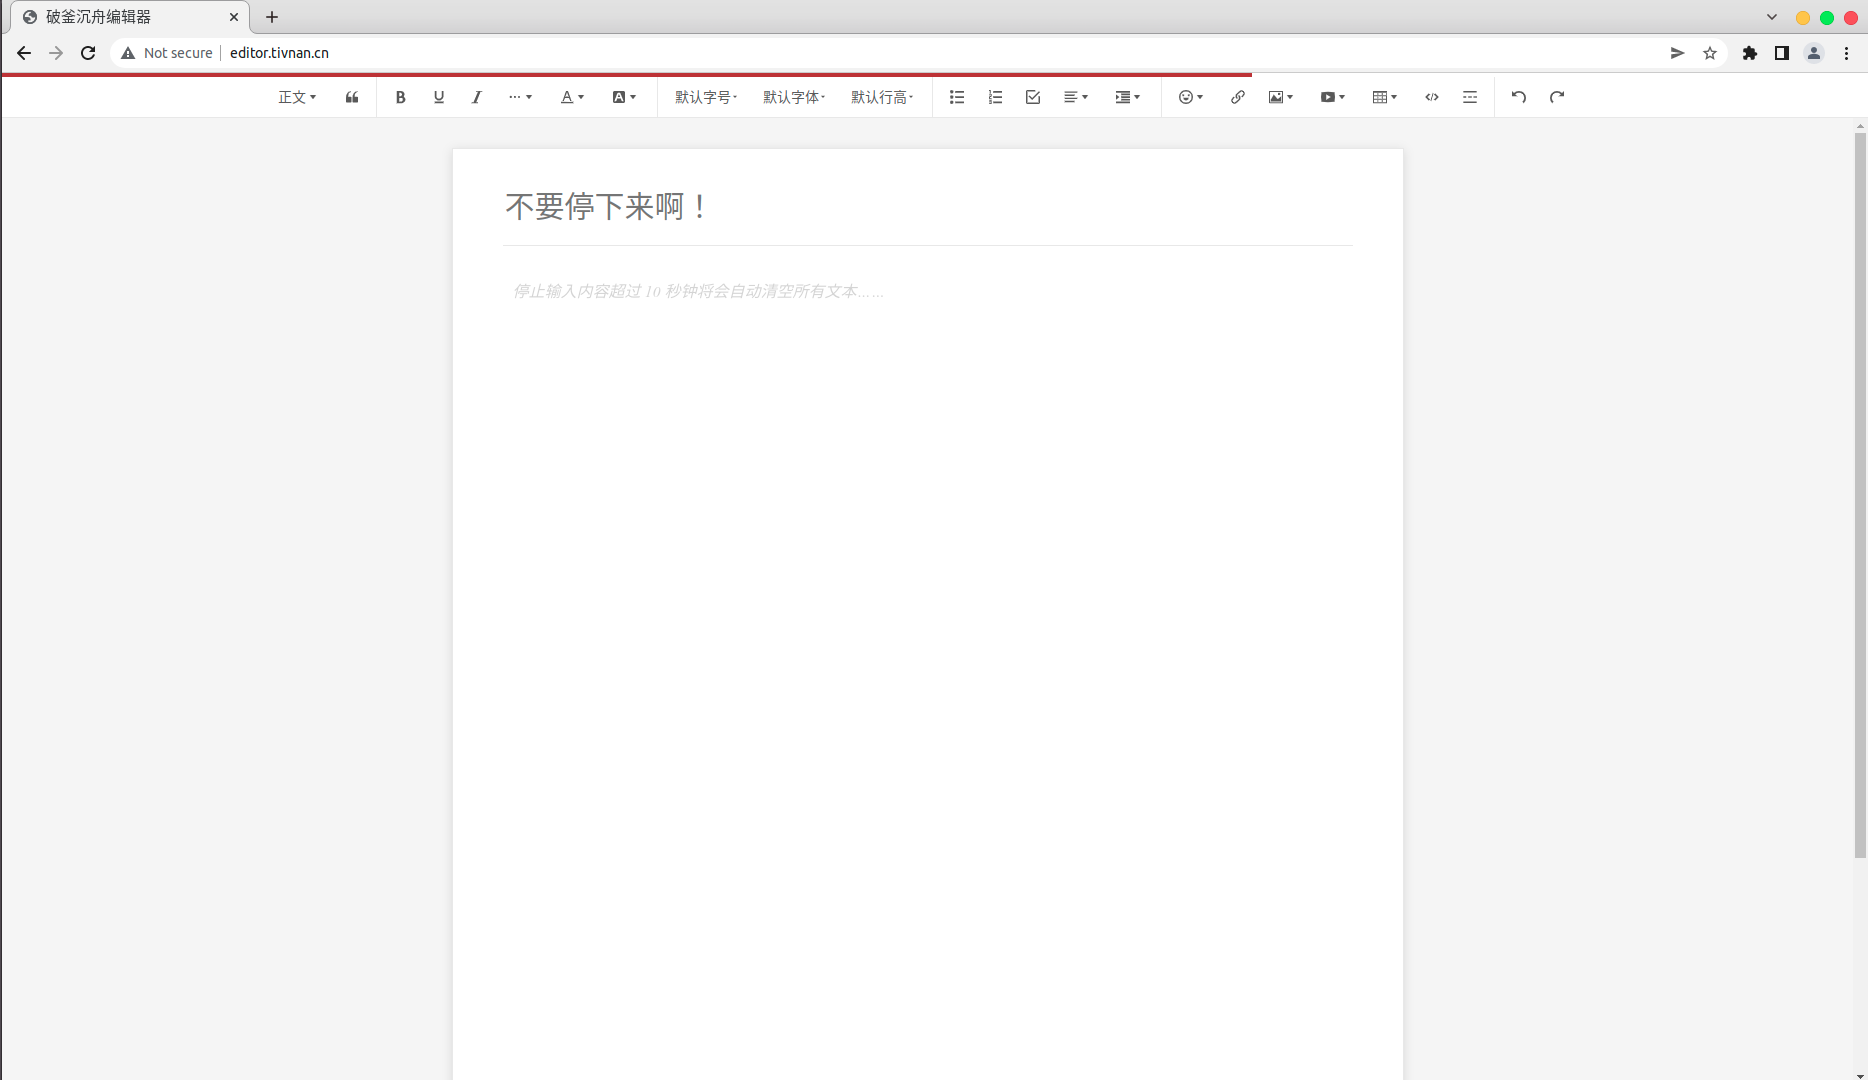 破釜沉舟编辑器
Not secure editor.tivnan.cn
正文 默认字号 默认字体 默认行高
不要停下来啊！
停止输入内容超过 10 秒钟将会自动清空所有文本……